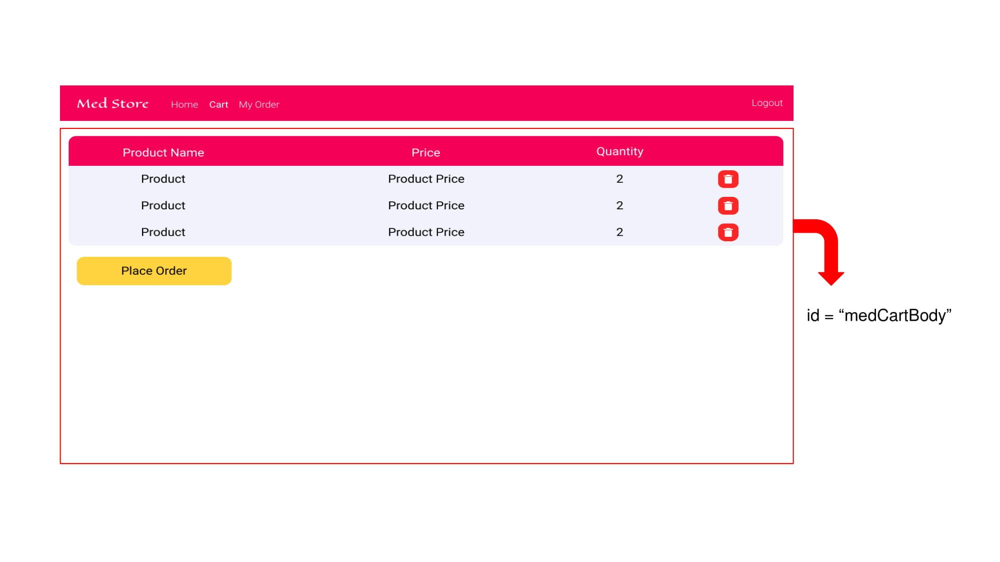 Med Store Home Cart My Order Logout
Product Name Price Quantity
Product Product Price 2
Product Product Price 2
Product Product Price 2
Place Order
id = “medCartBody”